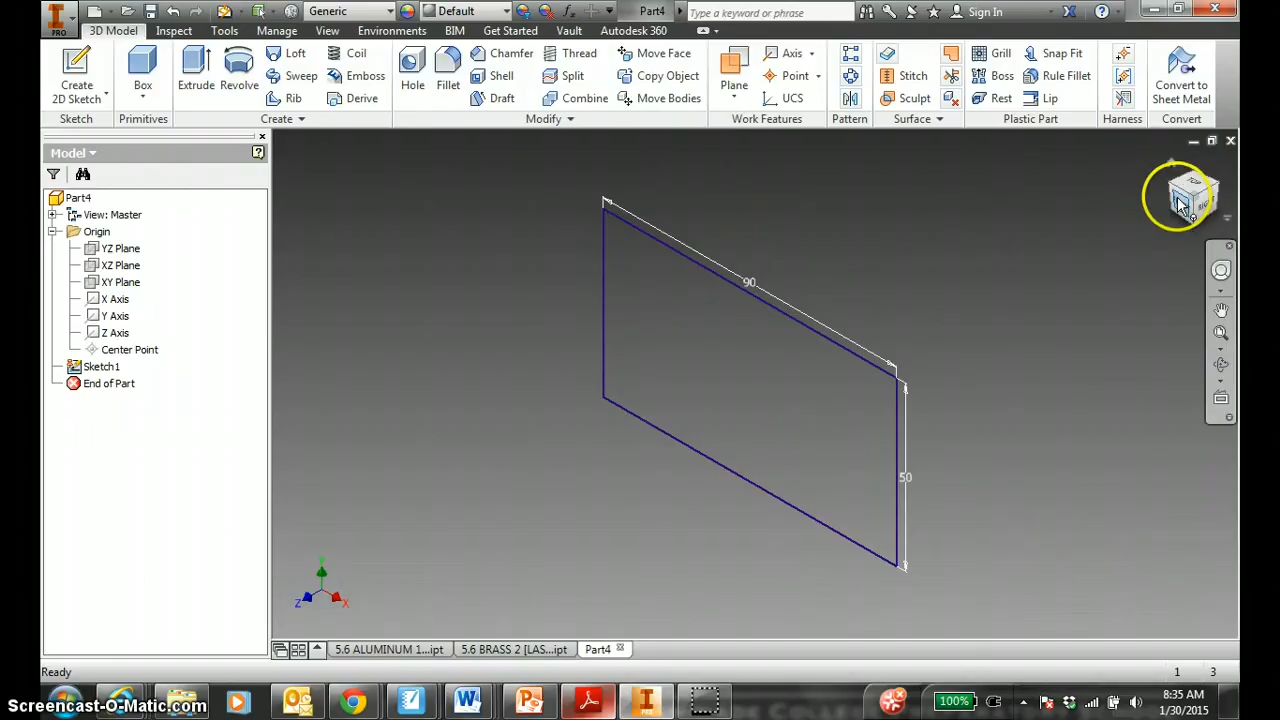 Generic Default Part4 Type a keyword or phrase Sign In
PRO 3D Model Inspect Tools Manage View Environments BIM Get Started Vault Autodesk 360
Loft Coil Chamfer Thread Move Face Axis Grill Snap Fit
Create 2D Sketch Box Extrude Revolve Sweep Emboss Hole Fillet Shell Split Copy Object Plane Point Stitch Boss Rule Fillet Convert to Sheet Metal
Rib Derive Draft Combine Move Bodies UCS Sculpt Rest Lip
Sketch Primitives Create Modify Work Features Pattern Surface Plastic Part Harness Convert
Model
Part4
View: Master
Origin
YZ Plane
XZ Plane
XY Plane
X Axis
Y Axis
Z Axis
Center Point
Sketch1
End of Part
TOP
90
50
Y
Z X
5.6 ALUMINUM 1...ipt 5.6 BRASS 2 [LAS...ipt Part4
Ready 1 3
100% 8:35 AM
1/30/2015
Screencast-O-Matic.com